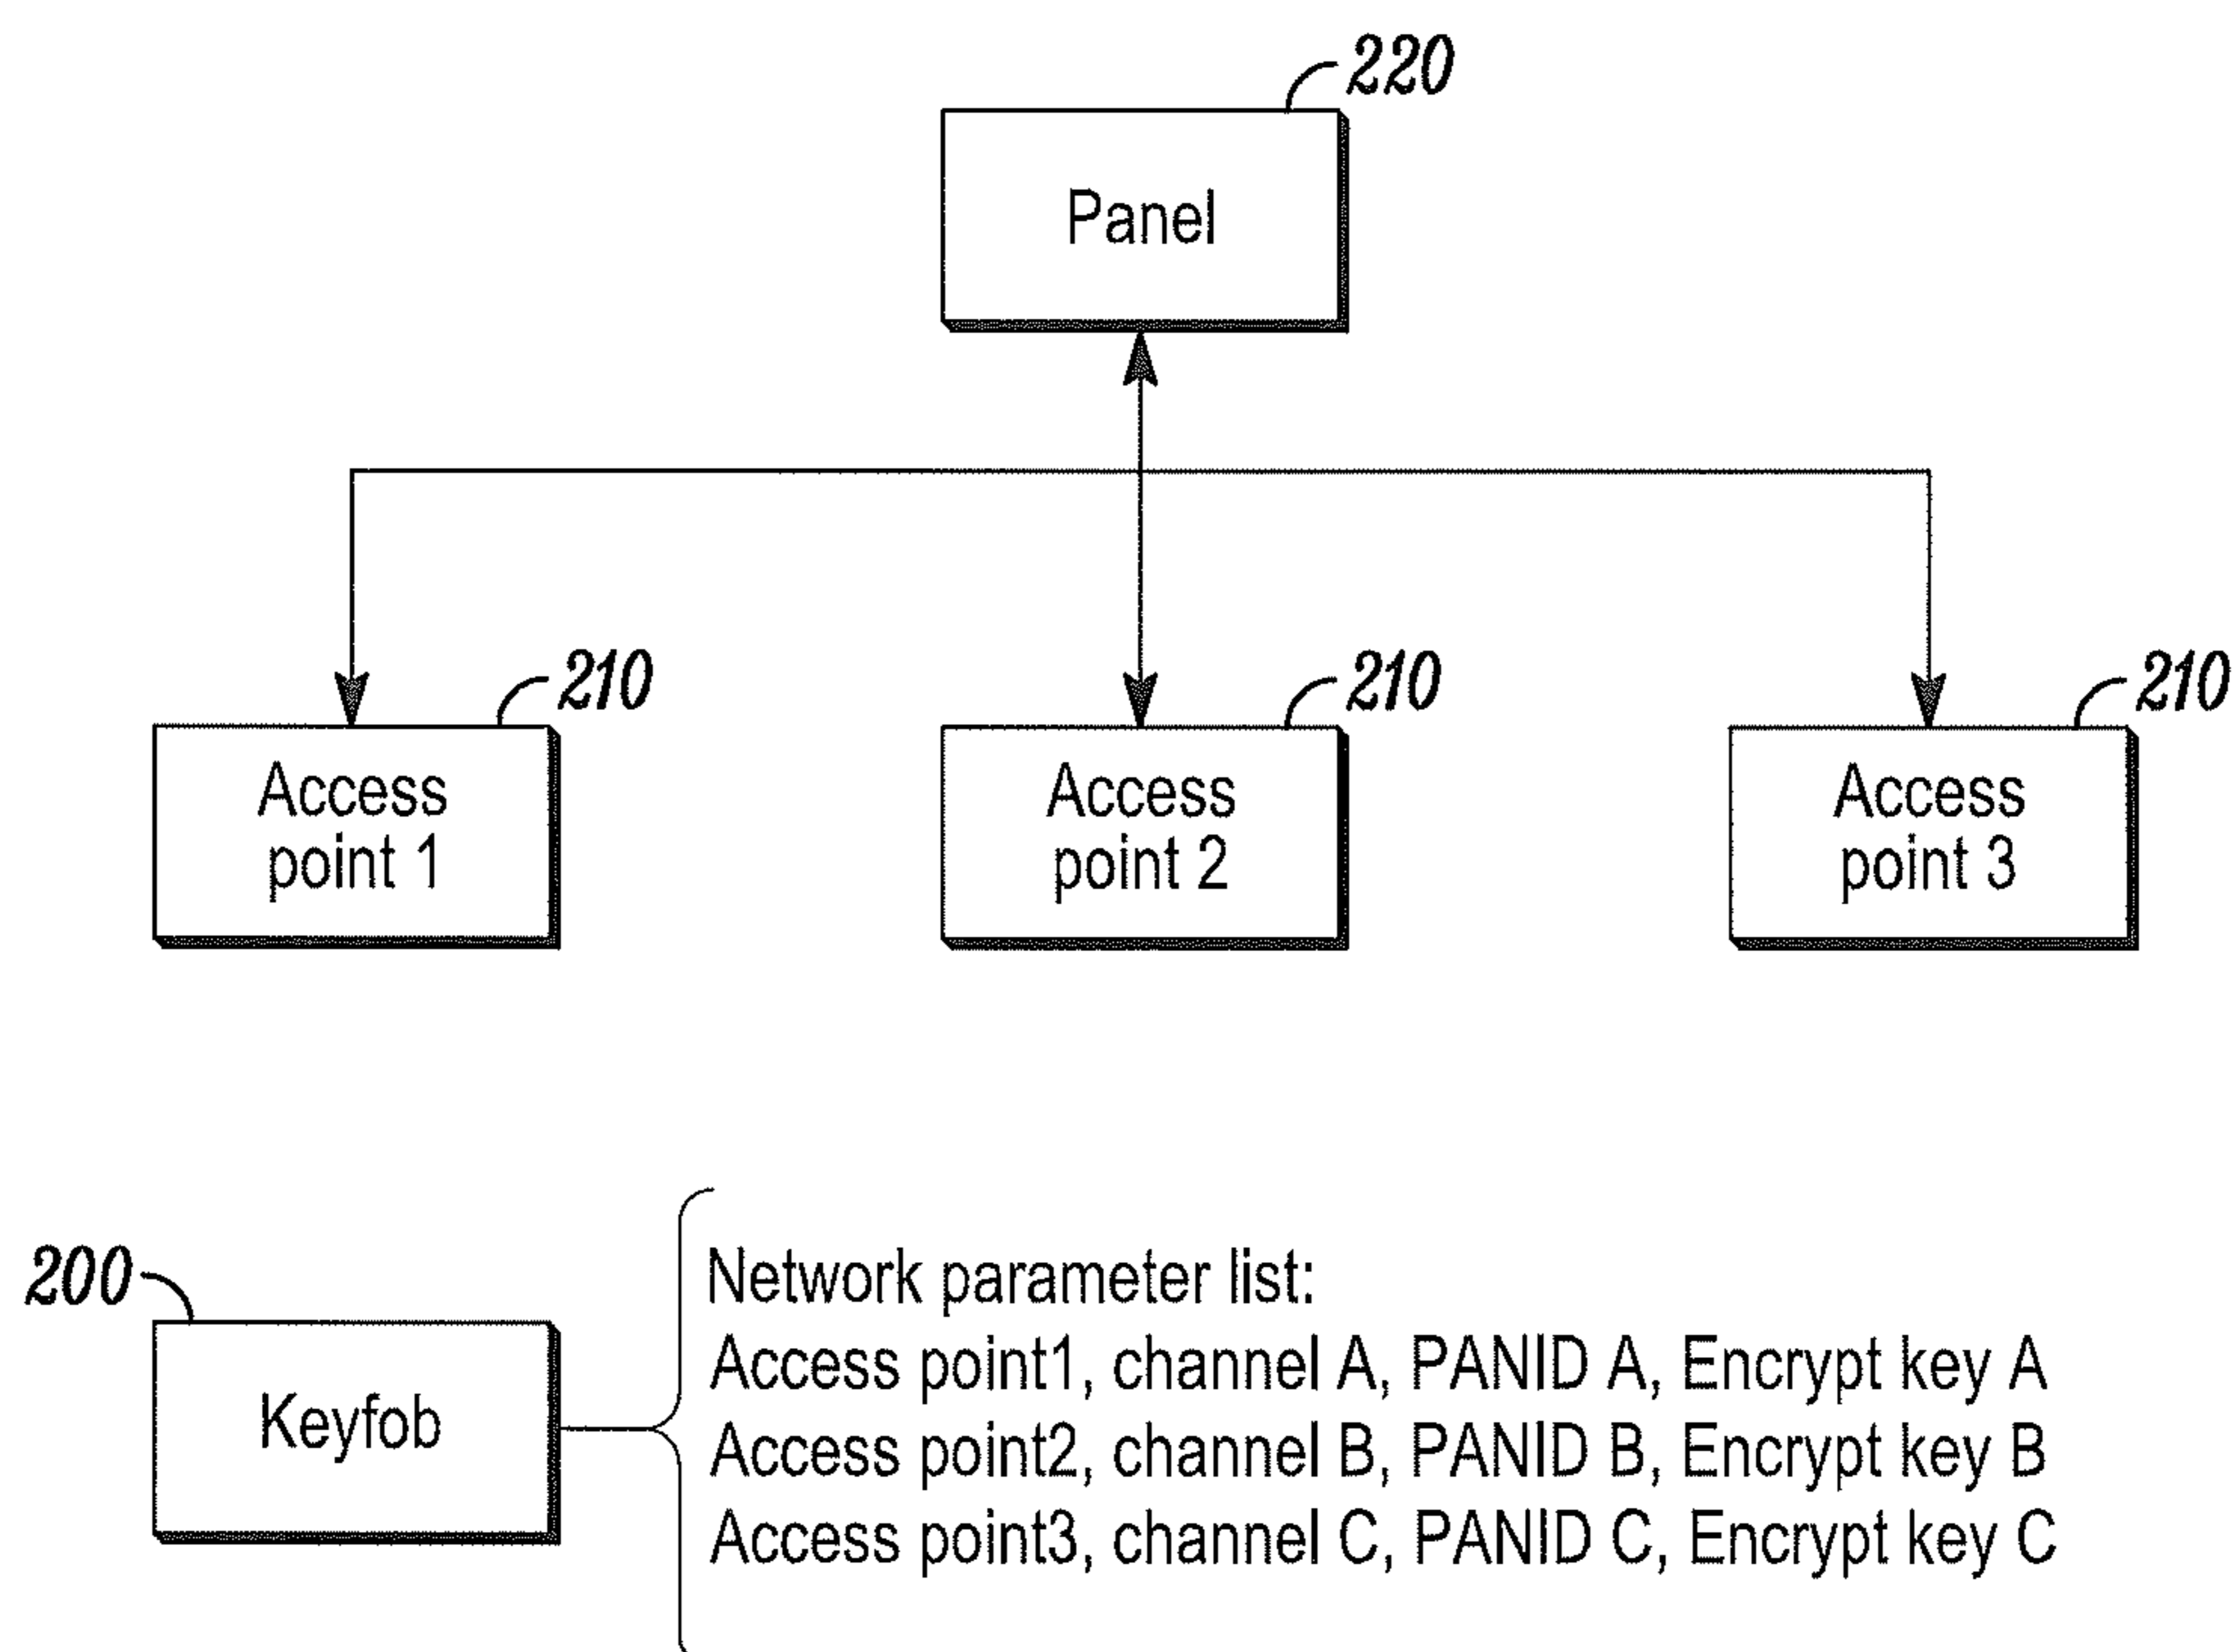 220
Panel
210
210
210
Access
point 1
Access
point 2
Access
point 3
200
Keyfob
Network parameter list:
Access point1, channel A, PANID A, Encrypt key A
Access point2, channel B, PANID B, Encrypt key B
Access point3, channel C, PANID C, Encrypt key C